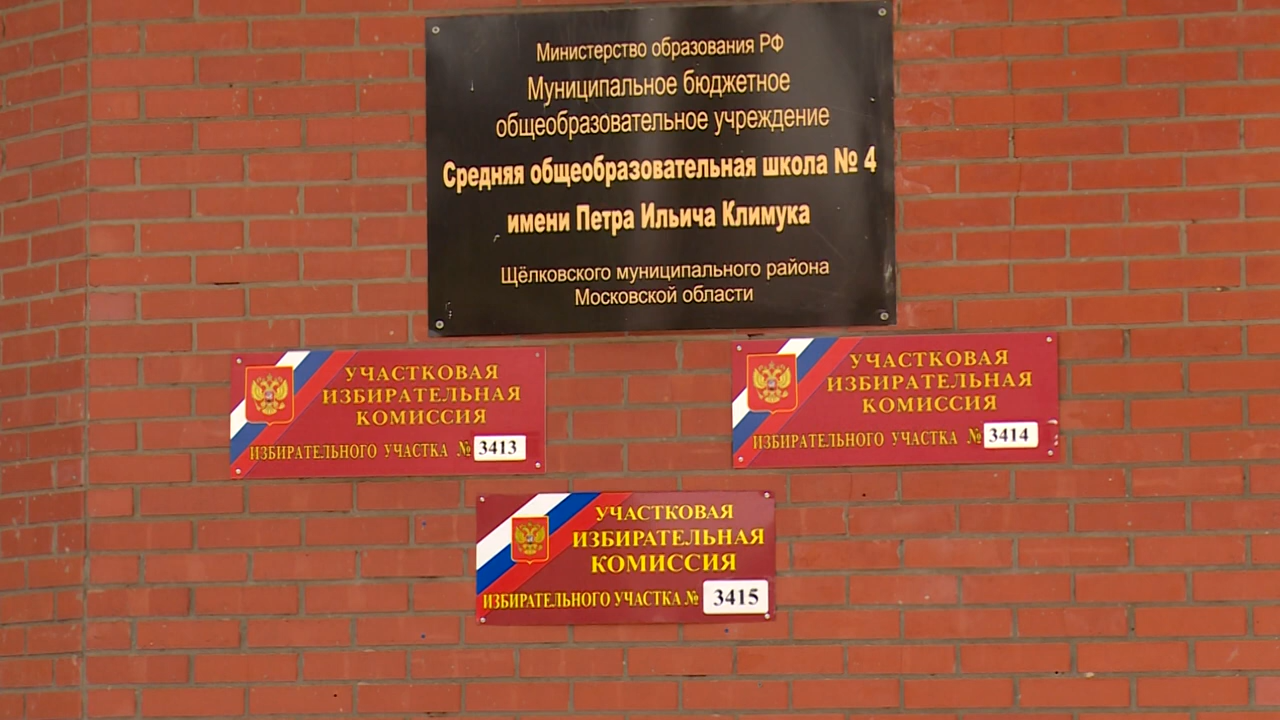 Министерство образования РФ
Муниципальное бюджетное
общеобразовательное учреждение
Средняя общеобразовательная школа № 4
имени Петра Ильича Климука
Щёлковского муниципального района
Московской области
УЧАСТКОВАЯ
ИЗБИРАТЕЛЬНАЯ
КОМИССИЯ
ИЗБИРАТЕЛЬНОГО УЧАСТКА № 3413
УЧАСТКОВАЯ
ИЗБИРАТЕЛЬНАЯ
КОМИССИЯ
ИЗБИРАТЕЛЬНОГО УЧАСТКА № 3414
УЧАСТКОВАЯ
ИЗБИРАТЕЛЬНАЯ
КОМИССИЯ
ИЗБИРАТЕЛЬНОГО УЧАСТКА № 3415